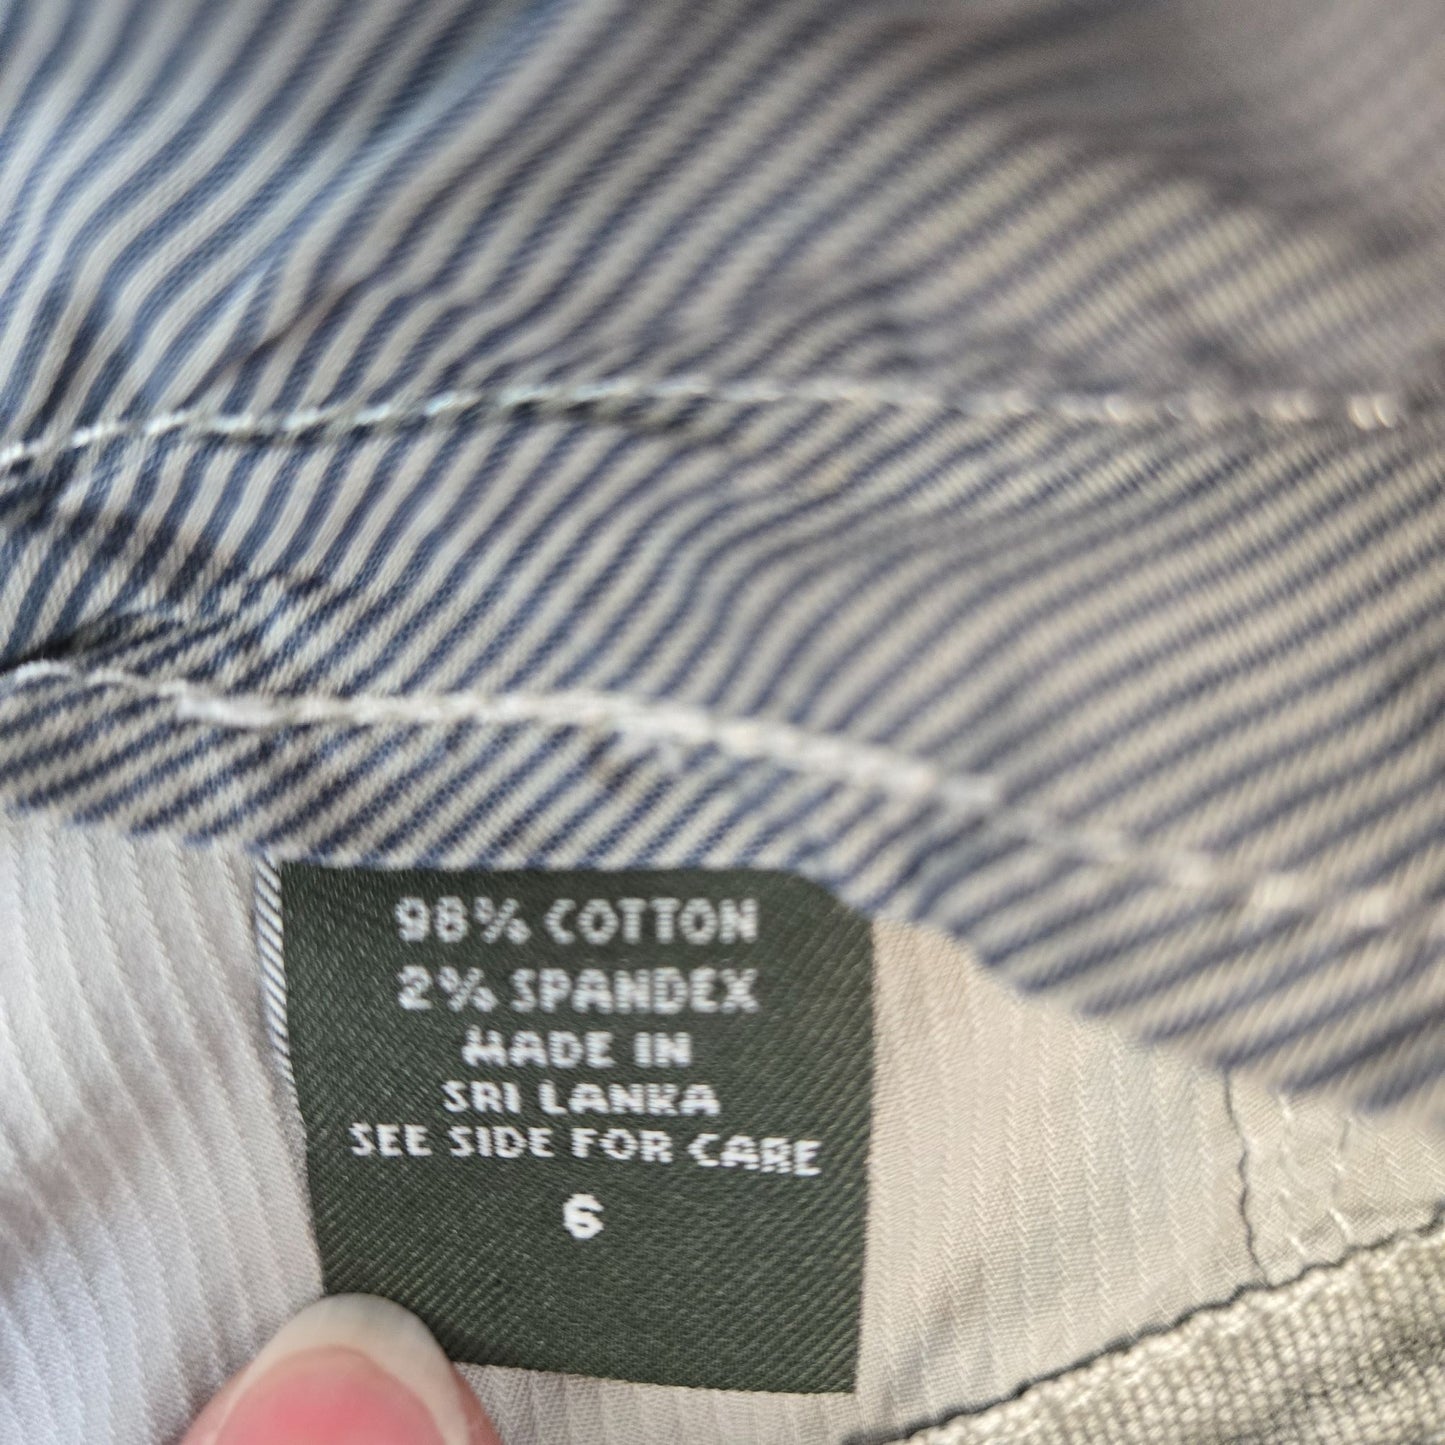 98% COTTON
2% SPANDEX
MADE IN
SRI LANKA
SEE SIDE FOR CARE
6